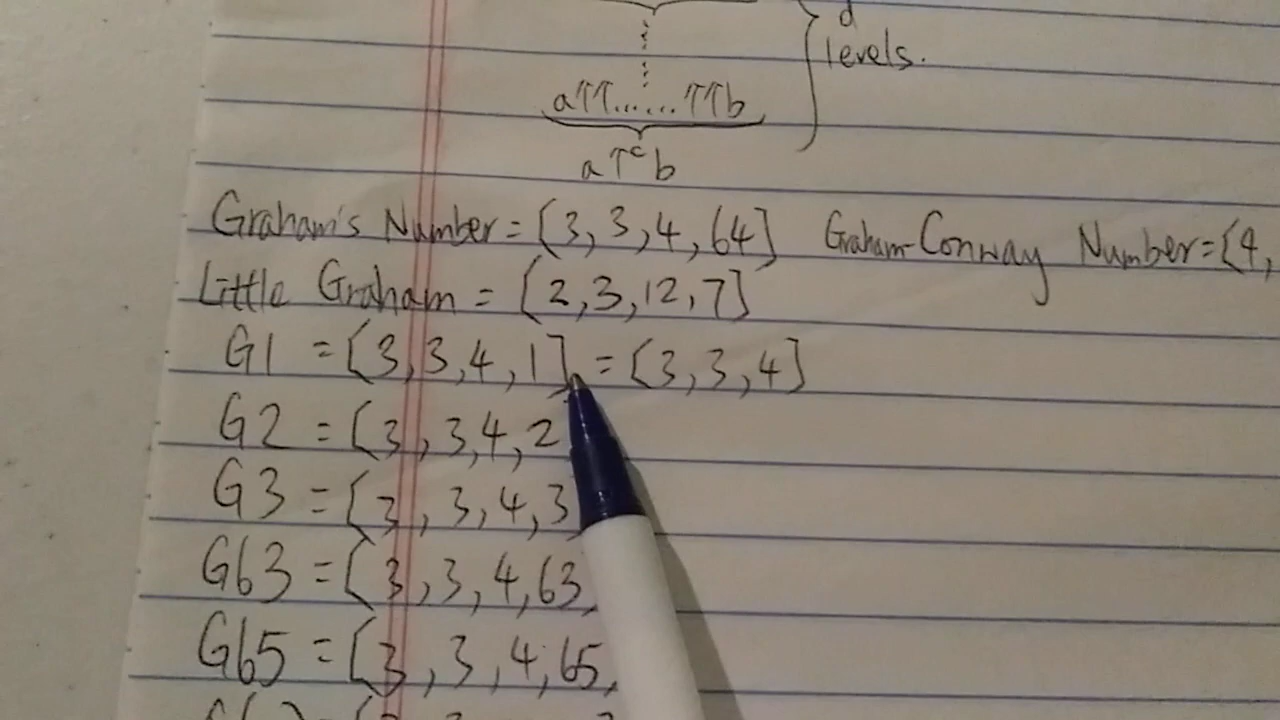 d
levels.
a↑↑......↑↑b
a↑ᶜb
Graham's Number = [3, 3, 4, 64] Graham-Conway Number = [4,
Little Graham = [2, 3, 12, 7]
G1 = [3, 3, 4, 1] = [3, 3, 4]
G2 = [3, 3, 4, 2
G3 = [3, 3, 4, 3
G63 = [3, 3, 4, 63,
G65 = [3, 3, 4, 65,